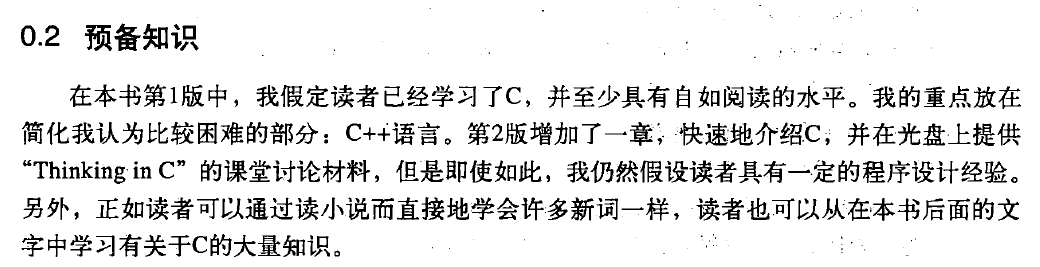 0.2 预备知识
在本书第1版中，我假定读者已经学习了C，并至少具有自如阅读的水平。我的重点放在
简化我认为比较困难的部分：C++语言。第2版增加了一章，快速地介绍C，并在光盘上提供
“Thinking in C”的课堂讨论材料，但是即使如此，我仍然假设读者具有一定的程序设计经验。
另外，正如读者可以通过读小说而直接地学会许多新词一样，读者也可以从在本书后面的文
字中学习有关于C的大量知识。